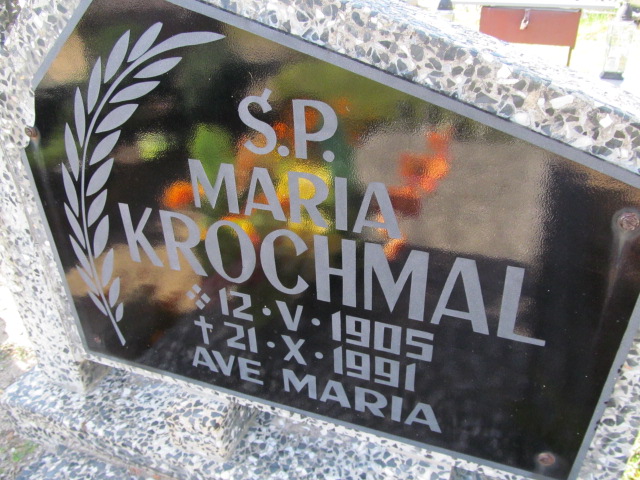 Ś.P.
MARIA
KROCHMAL
※ 12 · V · 1905
† 21 · X · 1991
AVE MARIA